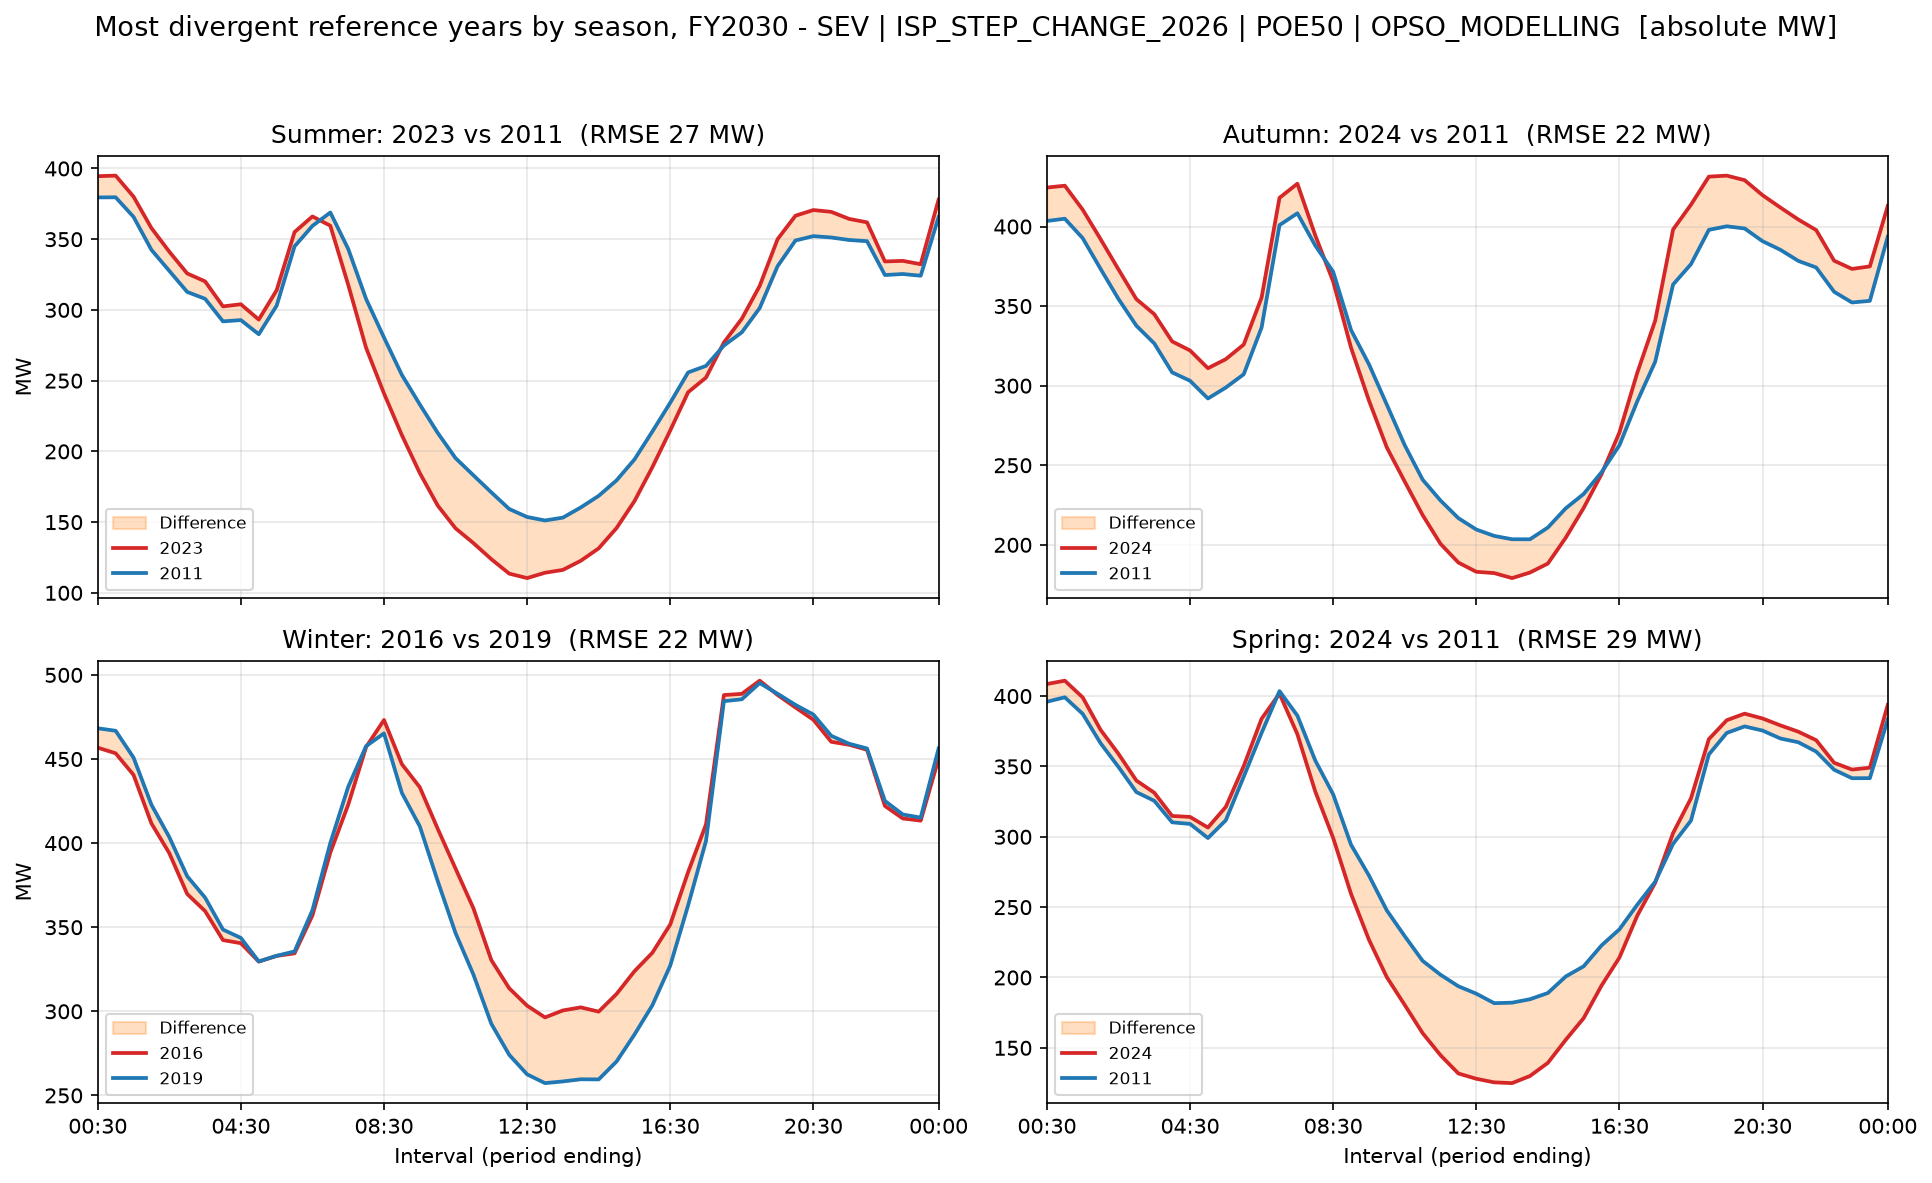 Most divergent reference years by season, FY2030 - SEV | ISP_STEP_CHANGE_2026 | POE50 | OPSO_MODELLING  [absolute MW]
Summer: 2023 vs 2011  (RMSE 27 MW)
400
350
300
250
200
150
100
MW
Difference
2023
2011
Autumn: 2024 vs 2011  (RMSE 22 MW)
400
350
300
250
200
Difference
2024
2011
Winter: 2016 vs 2019  (RMSE 22 MW)
500
450
400
350
300
250
MW
Difference
2016
2019
00:30 04:30 08:30 12:30 16:30 20:30 00:00
Interval (period ending)
Spring: 2024 vs 2011  (RMSE 29 MW)
400
350
300
250
200
150
Difference
2024
2011
00:30 04:30 08:30 12:30 16:30 20:30 00:00
Interval (period ending)